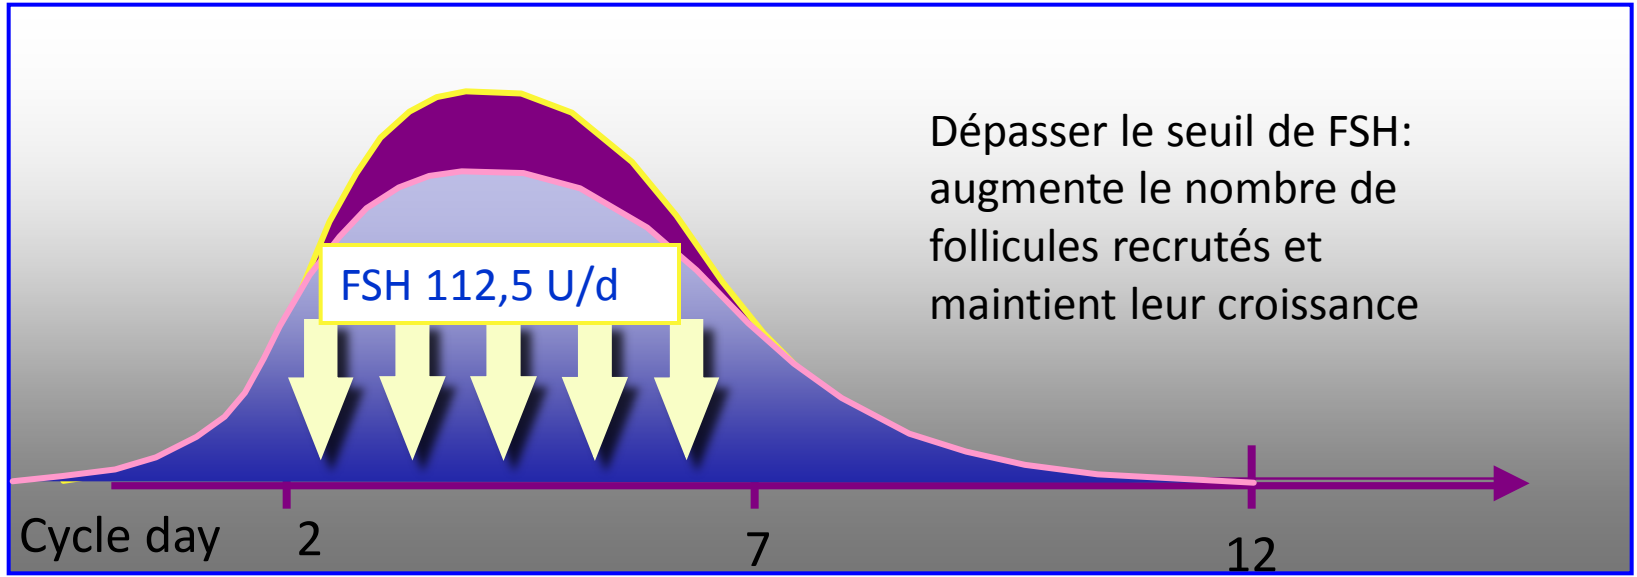 Dépasser le seuil de FSH:
augmente le nombre de
follicules recrutés et
maintient leur croissance
FSH 112,5 U/d
Cycle day 2 7 12